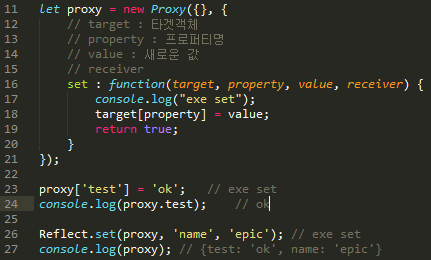 11 let proxy = new Proxy({}, {
12 // target : 타겟객체
13 // property : 프로퍼티명
14 // value : 새로운 값
15 // receiver
16 set : function(target, property, value, receiver) {
17 console.log("exe set");
18 target[property] = value;
19 return true;
20 }
21 });
22
23 proxy['test'] = 'ok'; // exe set
24 console.log(proxy.test); // ok
25
26 Reflect.set(proxy, 'name', 'epic'); // exe set
27 console.log(proxy); // {test: 'ok', name: 'epic'}